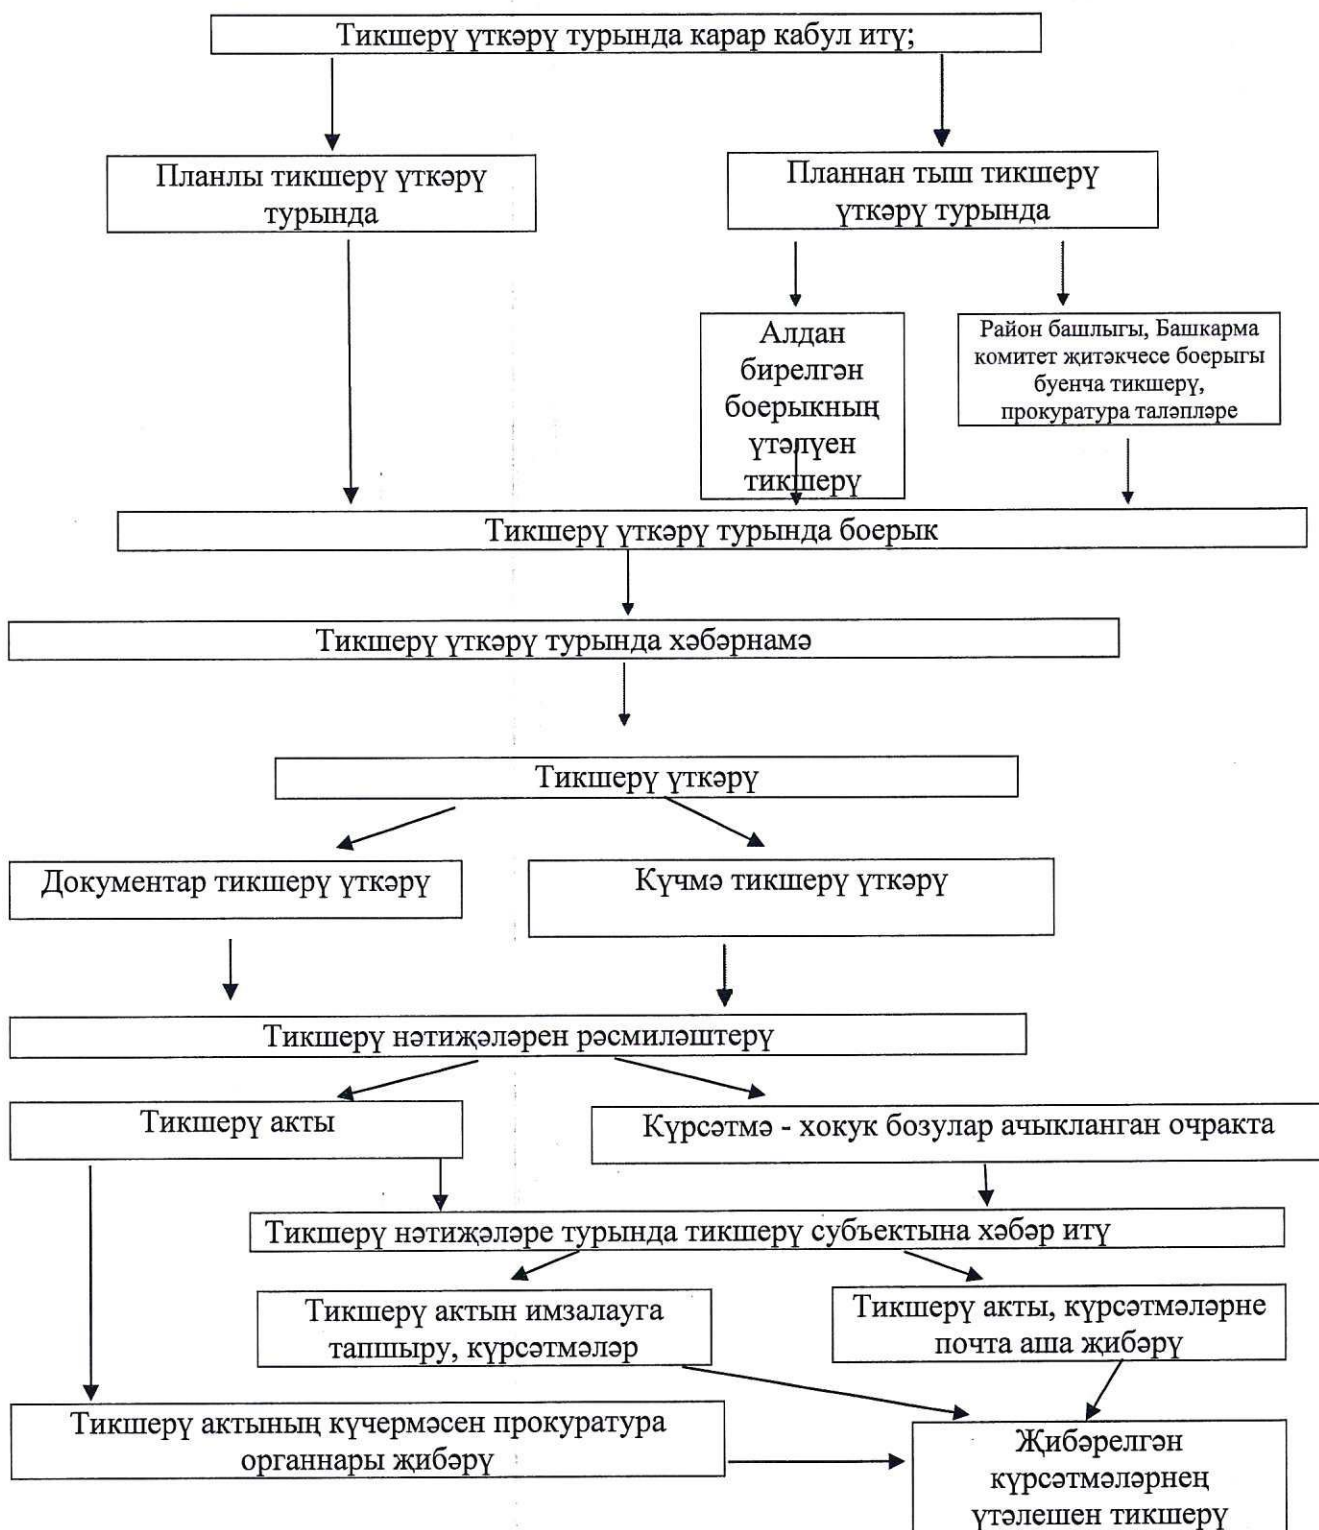 Тикшерү үткәрү турында карар кабул итү;
Планлы тикшерү үткәрү
турында
Планнан тыш тикшерү
үткәрү турында
Алдан
бирелгән
боерыкның
үтәлүен
тикшерү
Район башлыгы, Башкарма
комитет җитәкчесе боерыгы
буенча тикшерү,
прокуратура таләпләре
Тикшерү үткәрү турында боерык
Тикшерү үткәрү турында хәбәрнамә
Тикшерү үткәрү
Документар тикшерү үткәрү
Күчмә тикшерү үткәрү
Тикшерү нәтиҗәләрен рәсмиләштерү
Тикшерү акты
Күрсәтмә - хокук бозулар ачыкланган очракта
Тикшерү нәтиҗәләре турында тикшерү субъектына хәбәр итү
Тикшерү актын имзалауга
тапшыру, күрсәтмәләр
Тикшерү акты, күрсәтмәләрне
почта аша җибәрү
Тикшерү актының күчермәсен прокуратура
органнары җибәрү
Җибәрелгән
күрсәтмәләрнең
үтәлешен тикшерү